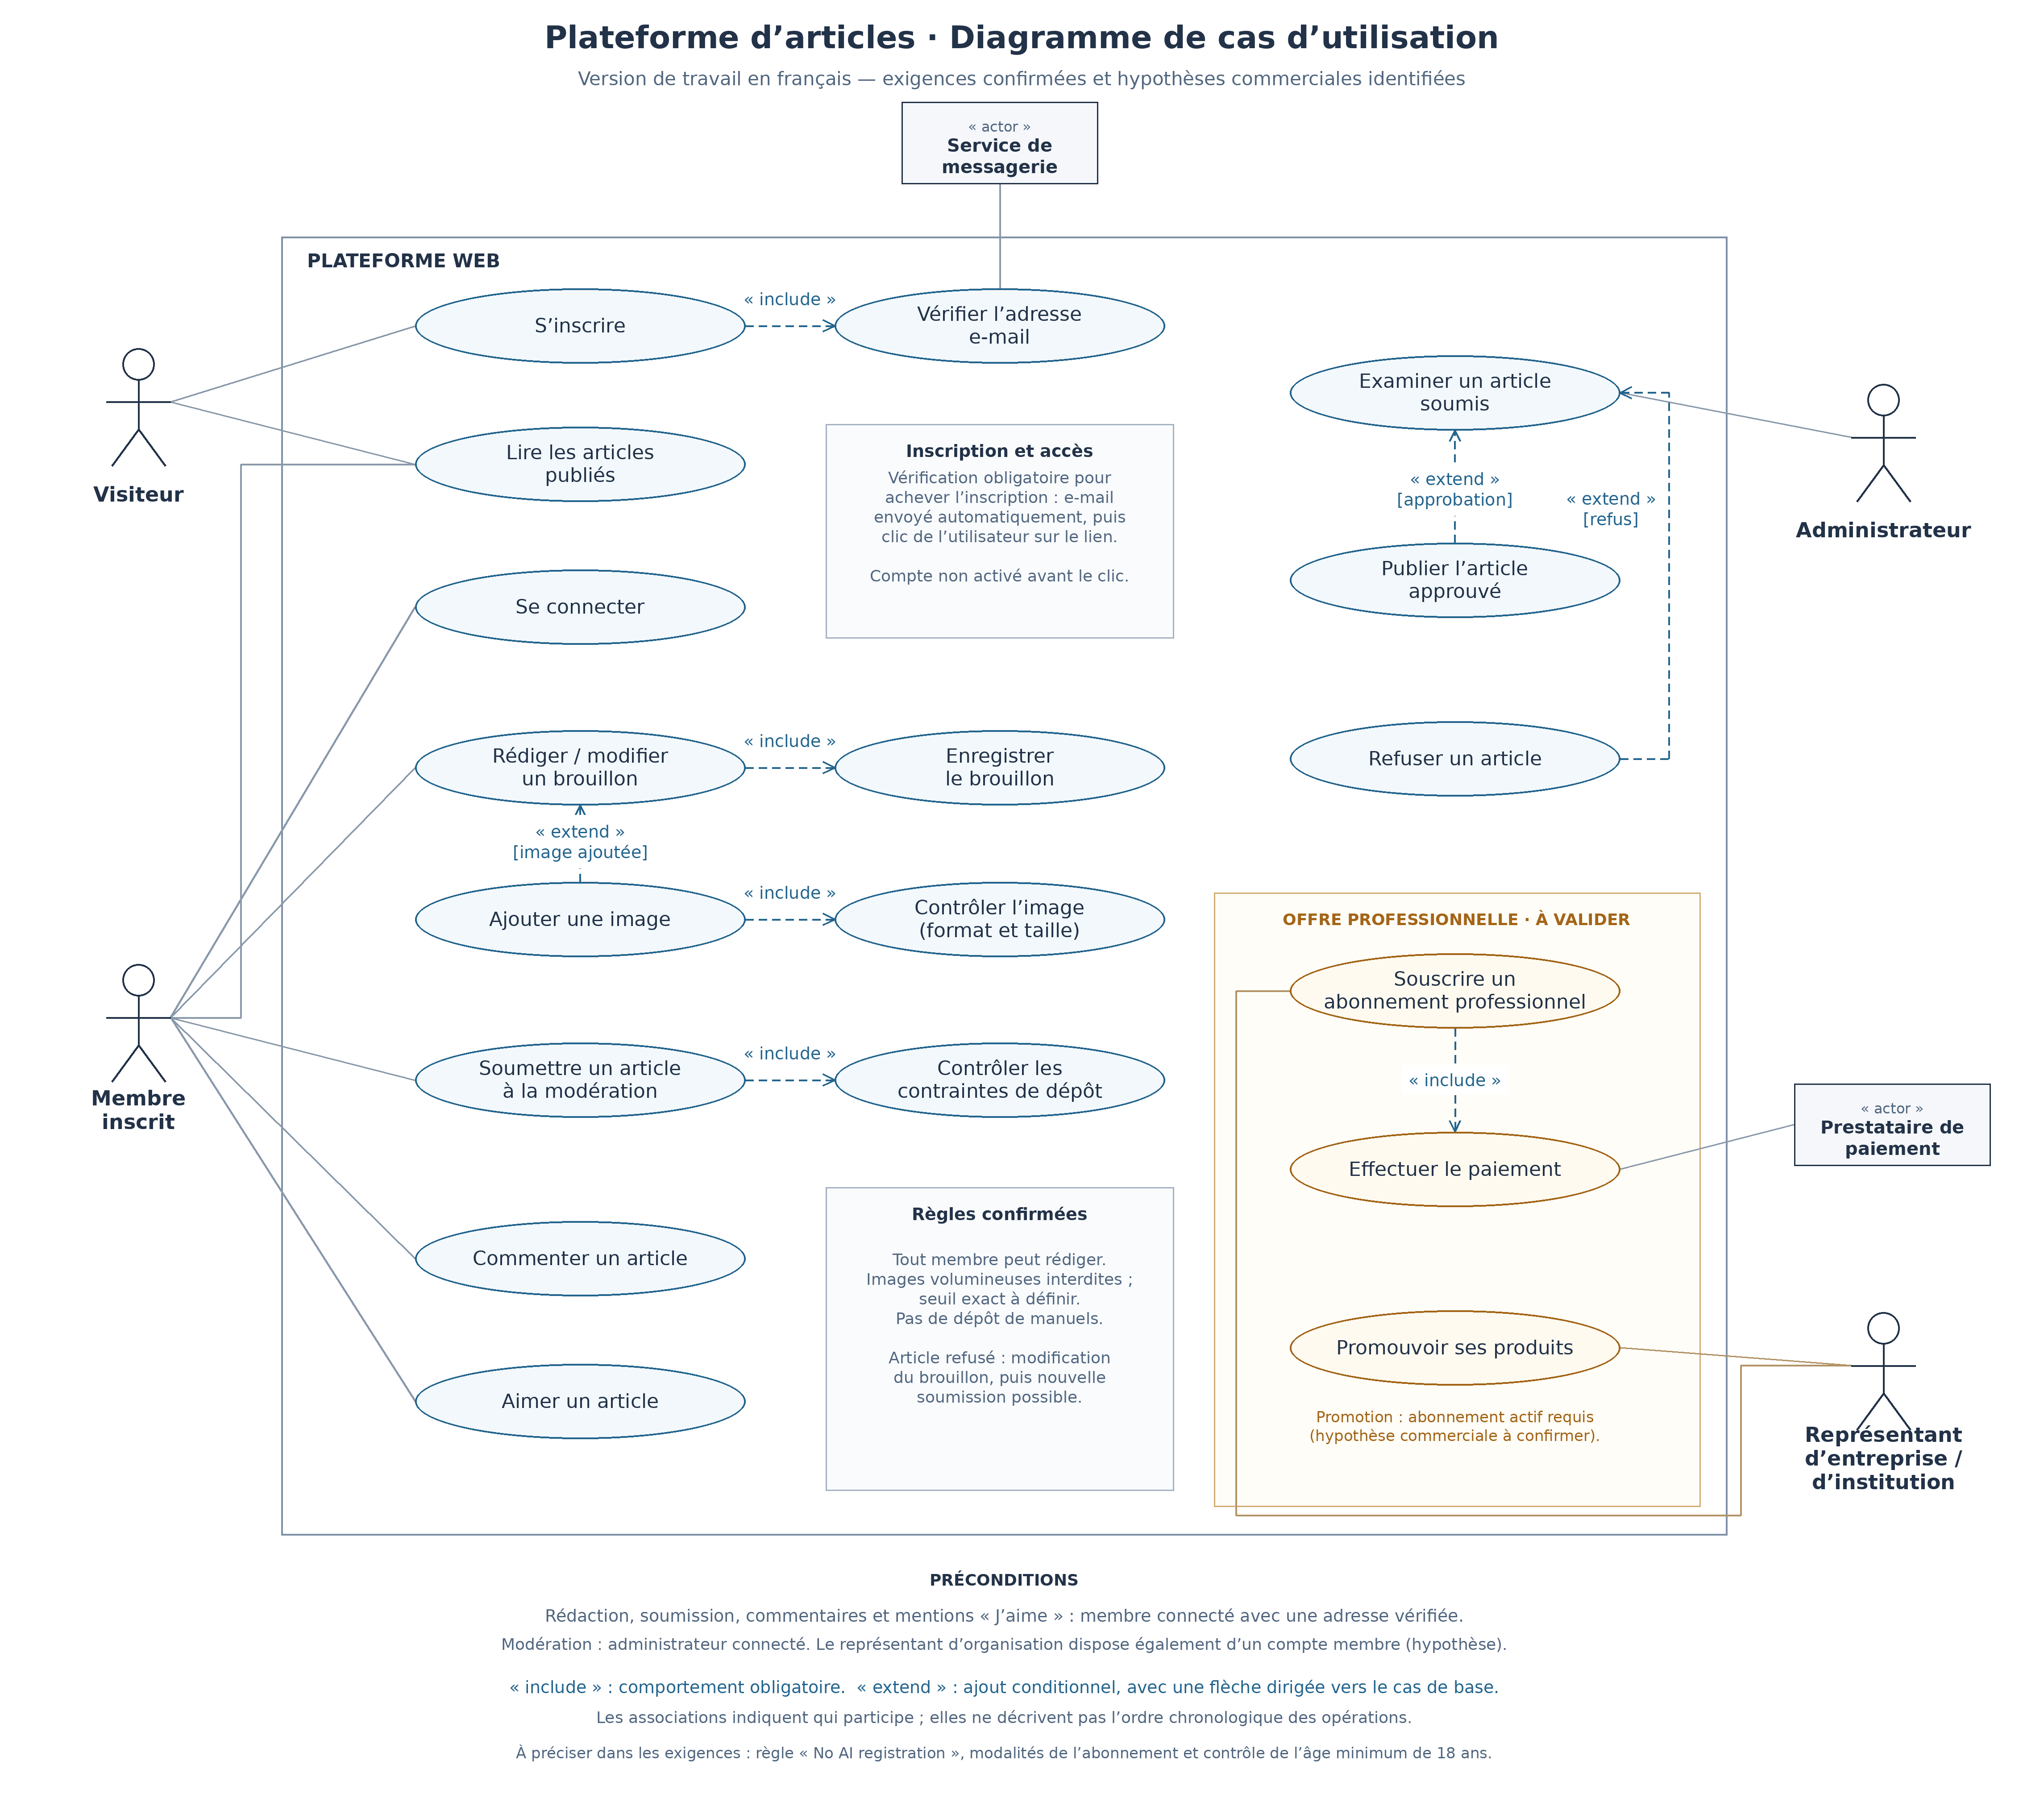 Plateforme d’articles · Diagramme de cas d’utilisation
Version de travail en français — exigences confirmées et hypothèses commerciales identifiées
« actor »
Service de
messagerie
PLATEFORME WEB
S’inscrire
« include »
Vérifier l’adresse
e-mail
Visiteur
Lire les articles
publiés
Inscription et accès
Vérification obligatoire pour
achever l’inscription : e-mail
envoyé automatiquement, puis
clic de l’utilisateur sur le lien.
Compte non activé avant le clic.
Examiner un article
soumis
« extend »
[approbation]
« extend »
[refus]
Publier l’article
approuvé
Refuser un article
Administrateur
Se connecter
Rédiger / modifier
un brouillon
« include »
Enregistrer
le brouillon
« extend »
[image ajoutée]
Ajouter une image
« include »
Contrôler l’image
(format et taille)
Membre
inscrit
Soumettre un article
à la modération
« include »
Contrôler les
contraintes de dépôt
Commenter un article
Aimer un article
Règles confirmées
Tout membre peut rédiger.
Images volumineuses interdites ;
seuil exact à définir.
Pas de dépôt de manuels.
Article refusé : modification
du brouillon, puis nouvelle
soumission possible.
OFFRE PROFESSIONNELLE · À VALIDER
Souscrire un
abonnement professionnel
« include »
Effectuer le paiement
Promouvoir ses produits
Promotion : abonnement actif requis
(hypothèse commerciale à confirmer).
« actor »
Prestataire de
paiement
Représentant
d’entreprise /
d’institution
PRÉCONDITIONS
Rédaction, soumission, commentaires et mentions « J’aime » : membre connecté avec une adresse vérifiée.
Modération : administrateur connecté. Le représentant d’organisation dispose également d’un compte membre (hypothèse).
« include » : comportement obligatoire.  « extend » : ajout conditionnel, avec une flèche dirigée vers le cas de base.
Les associations indiquent qui participe ; elles ne décrivent pas l’ordre chronologique des opérations.
À préciser dans les exigences : règle « No AI registration », modalités de l’abonnement et contrôle de l’âge minimum de 18 ans.